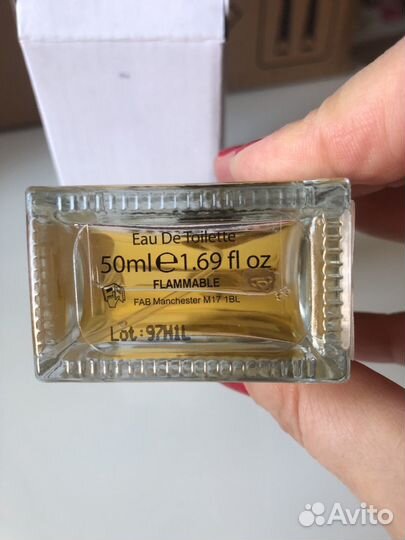 Eau De Toilette
50ml℮1.69 fl oz
FLAMMABLE
FAB Manchester M17 1BL
Lot:97H1L
Avito